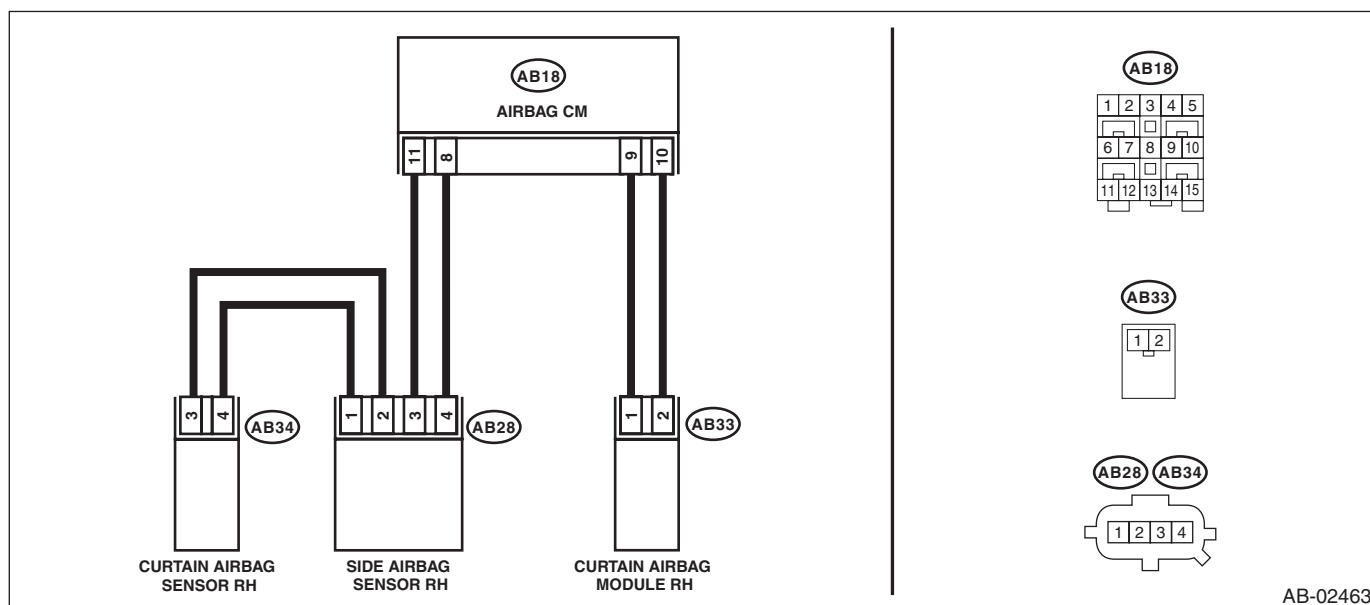 AB18
AIRBAG CM
11 8 9 10
3 4 AB34
1 2 3 4 AB28
1 2 AB33
CURTAIN AIRBAG
SENSOR RH
SIDE AIRBAG
SENSOR RH
CURTAIN AIRBAG
MODULE RH
AB18
1 2 3 4 5
6 7 8 9 10
11 12 13 14 15
AB33
1 2
AB28 AB34
1 2 3 4
AB-02463